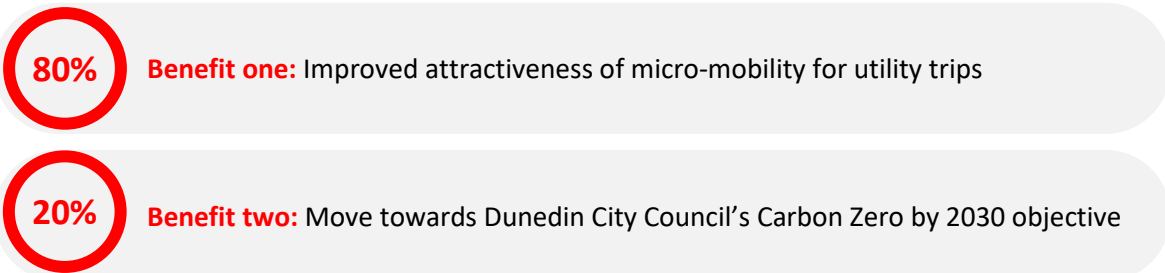 80%
Benefit one: Improved attractiveness of micro-mobility for utility trips
20%
Benefit two: Move towards Dunedin City Council's Carbon Zero by 2030 objective